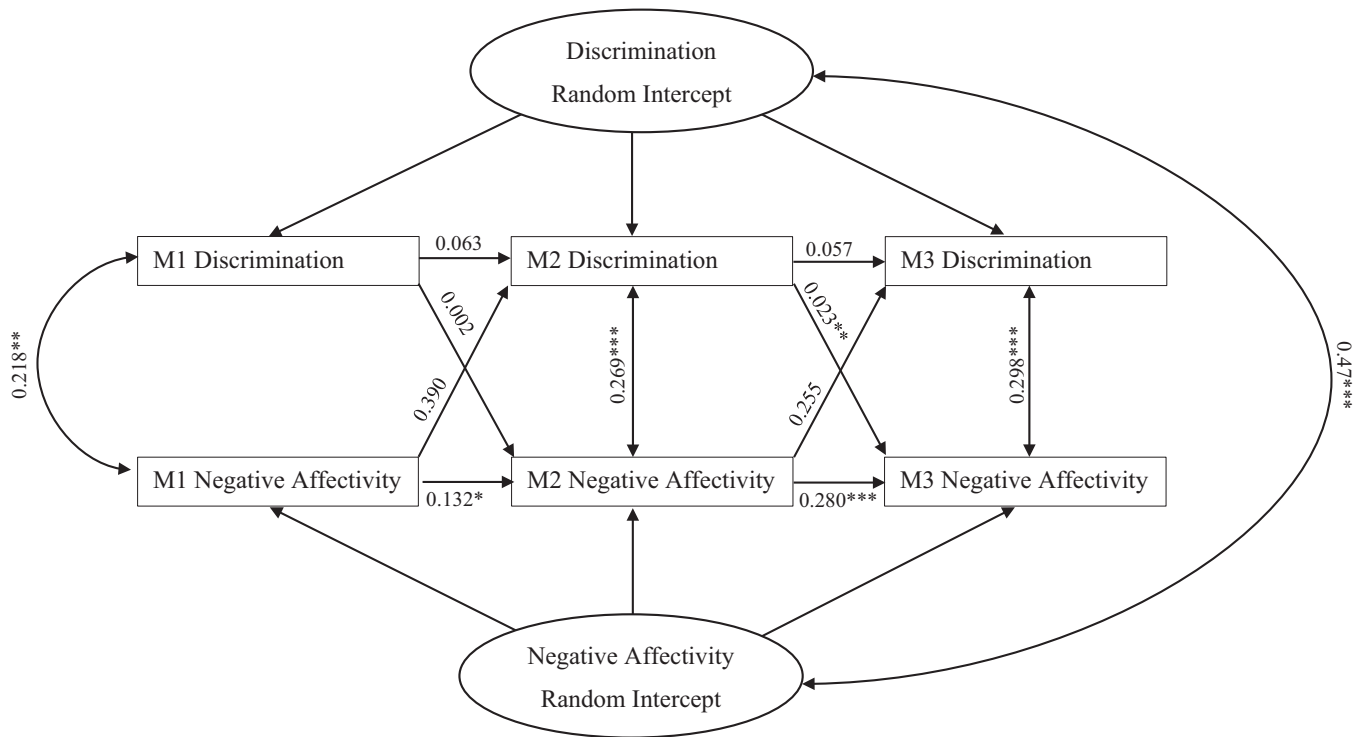 Discrimination
Random Intercept
M1 Discrimination
0.063
M2 Discrimination
0.057
M3 Discrimination
0.218**
0.002
0.390
0.269***
0.023**
0.255
0.298***
0.47***
M1 Negative Affectivity
0.132*
M2 Negative Affectivity
0.280***
M3 Negative Affectivity
Negative Affectivity
Random Intercept